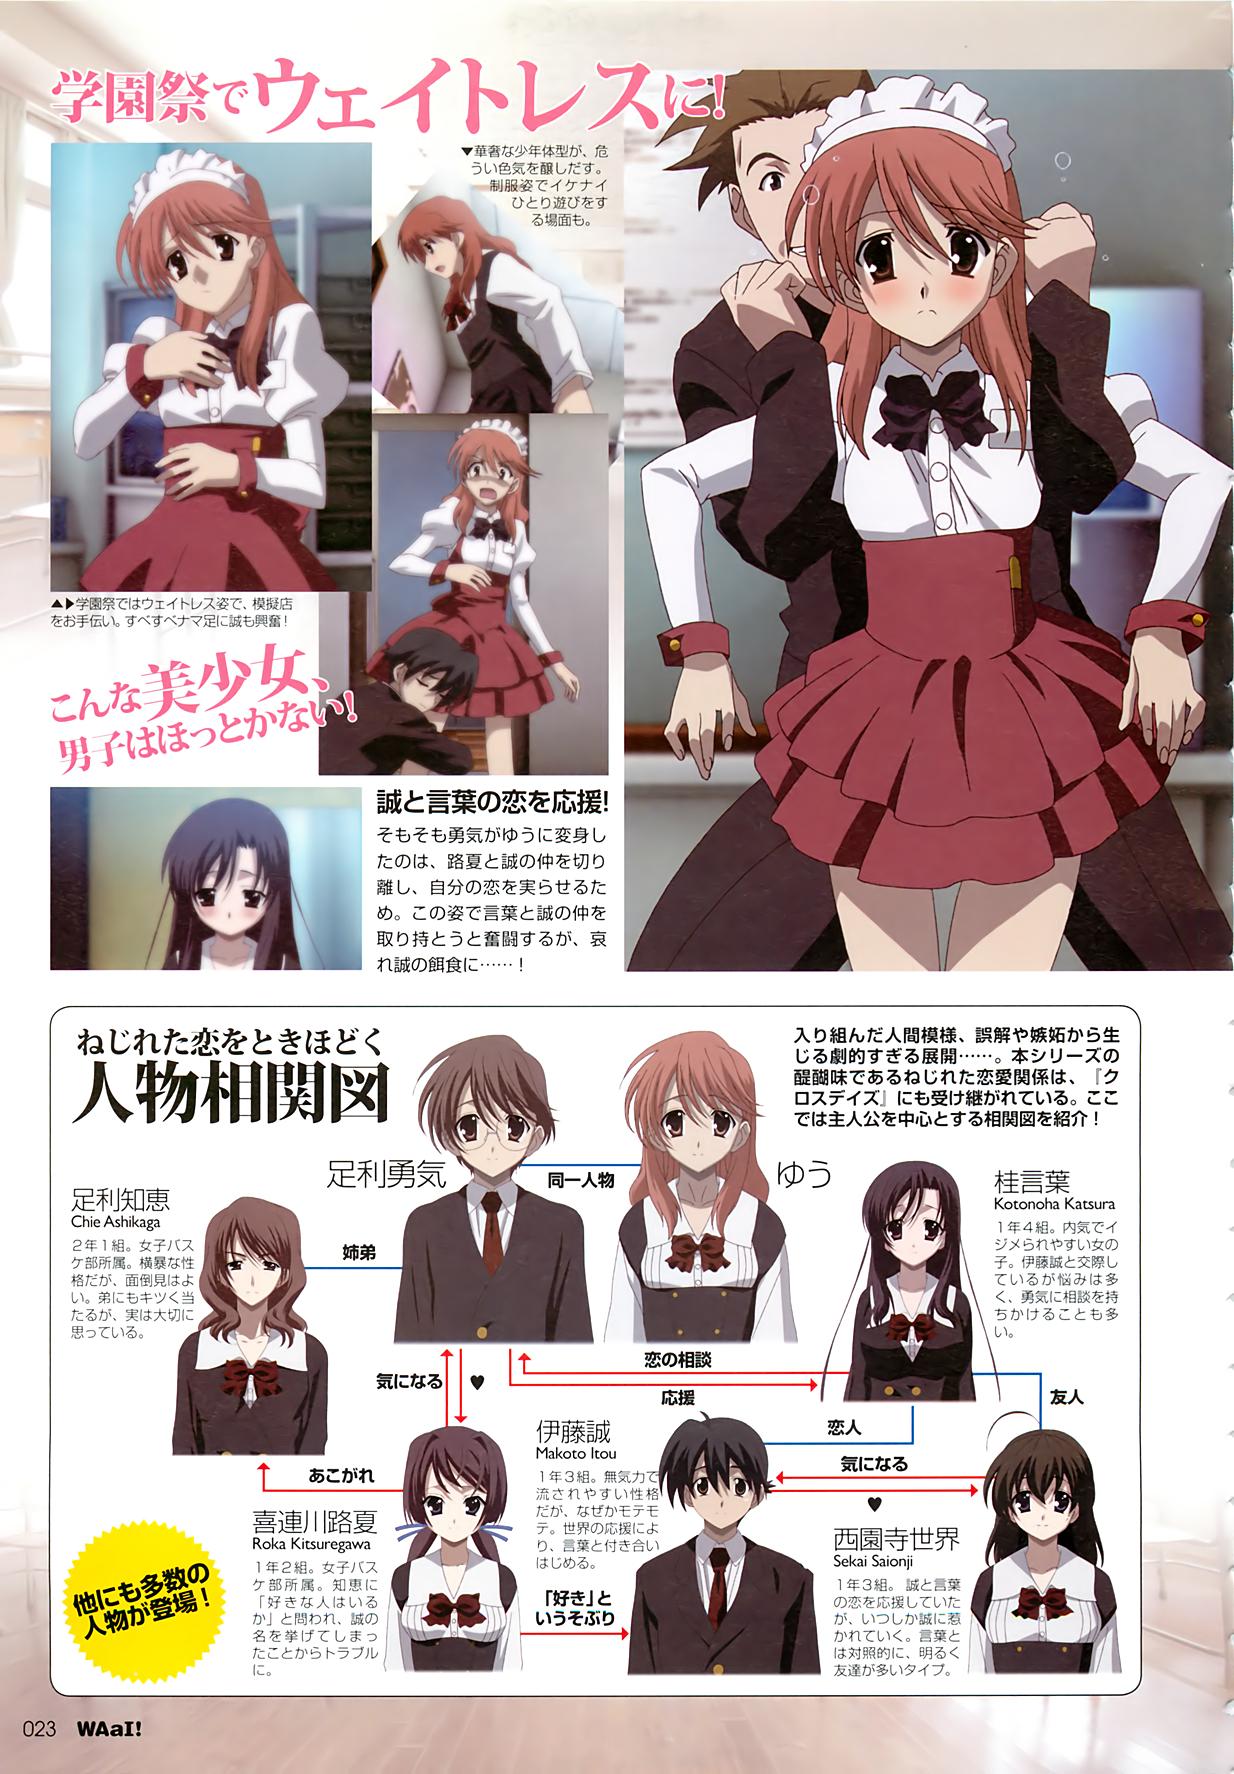 学園祭でウェイトレスに!
▼華奢な少年体型が、危
うい色気を醸しだす。
制服姿でイケナイ
ひとり遊びをす
る場面も。
▲▶学園祭ではウェイトレス姿で、模擬店
をお手伝い。すべすべナマ足に誠も興奮!
こんな美少女、
男子はほっとかない!
誠と言葉の恋を応援!
そもそも勇気がゆうに変身し
たのは、路夏と誠の仲を切り
離し、自分の恋を実らせるた
め。この姿で言葉と誠の仲を
取り持とうと奮闘するが、哀
れ誠の餌食に……!
ねじれた恋をときほどく
人物相関図
入り組んだ人間模様、誤解や嫉妬から生
じる劇的すぎる展開……。本シリーズの
醍醐味であるねじれた恋愛関係は、『ク
ロスデイズ』にも受け継がれている。ここ
では主人公を中心とする相関図を紹介!
足利勇気
同一人物
ゆう
足利知恵
Chie Ashikaga
2年1組。女子バス
ケ部所属。横暴な性
格だが、面倒見はよ
い。弟にもキツく当
たるが、実は大切に
思っている。
姉弟
桂言葉
Kotonoha Katsura
1年4組。内気でイ
ジメられやすい女の
子。伊藤誠と交際し
ているが悩みは多
く、勇気に相談を持
ちかけることも多
い。
気になる
♥
恋の相談
応援
友人
恋人
気になる
♥
あこがれ
伊藤誠
Makoto Itou
1年3組。無気力で
流されやすい性格
だが、なぜかモテモ
テ。世界の応援によ
り、言葉と付き合い
はじめる。
喜連川路夏
Roka Kitsuregawa
1年2組。女子バス
ケ部所属。知恵に
「好きな人はいる
か」と問われ、誠の
名を挙げてしまっ
たことからトラブル
に。
「好き」と
いうそぶり
西園寺世界
Sekai Saionji
1年3組。誠と言葉
の恋を応援していた
が、いつしか誠に惹
かれていく。言葉と
は対照的に、明るく
友達が多いタイプ。
他にも多数の
人物が登場!
023 WAaI!